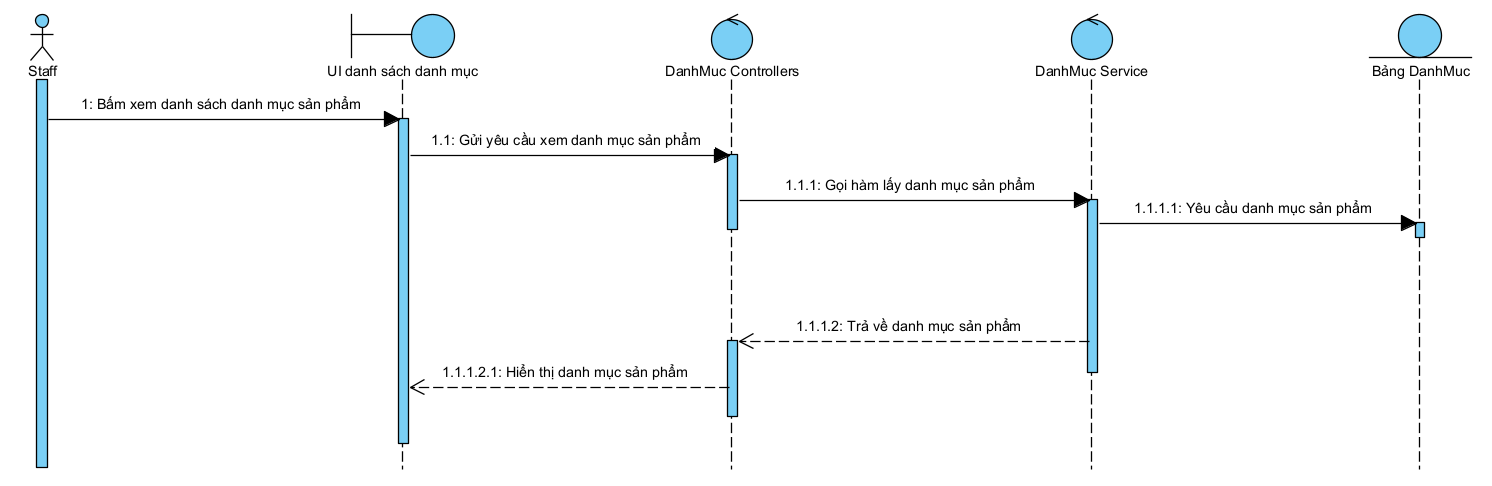 Staff
UI danh sách danh mục
DanhMuc Controllers
DanhMuc Service
Bảng DanhMuc
1: Bấm xem danh sách danh mục sản phẩm
1.1: Gửi yêu cầu xem danh mục sản phẩm
1.1.1: Gọi hàm lấy danh mục sản phẩm
1.1.1.1: Yêu cầu danh mục sản phẩm
1.1.1.2: Trả về danh mục sản phẩm
1.1.1.2.1: Hiển thị danh mục sản phẩm